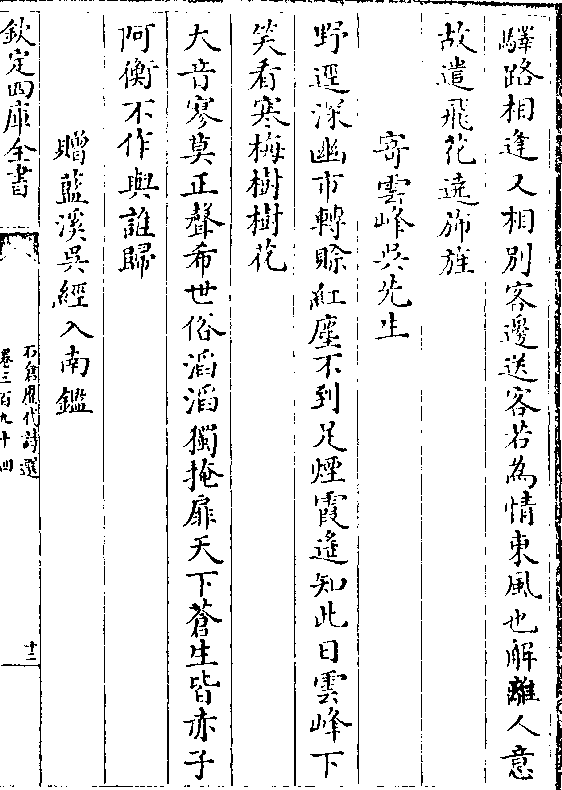 驛路相逢又相別客邊送客若為情東風也解離人意
故遣飛花遶斾旌
寄雲峰吳先生
野逕深幽市轉賒紅塵不到足煙霞遙知此日雲峰下
笑看寒梅樹樹花
大音寥莫正聲希世俗滔滔獨掩扉天下蒼生皆赤子
阿衡不作與誰歸
贈藍溪吳經入南鑑
欽定四庫全書
石倉歷代詩選
卷三百九十四
十三